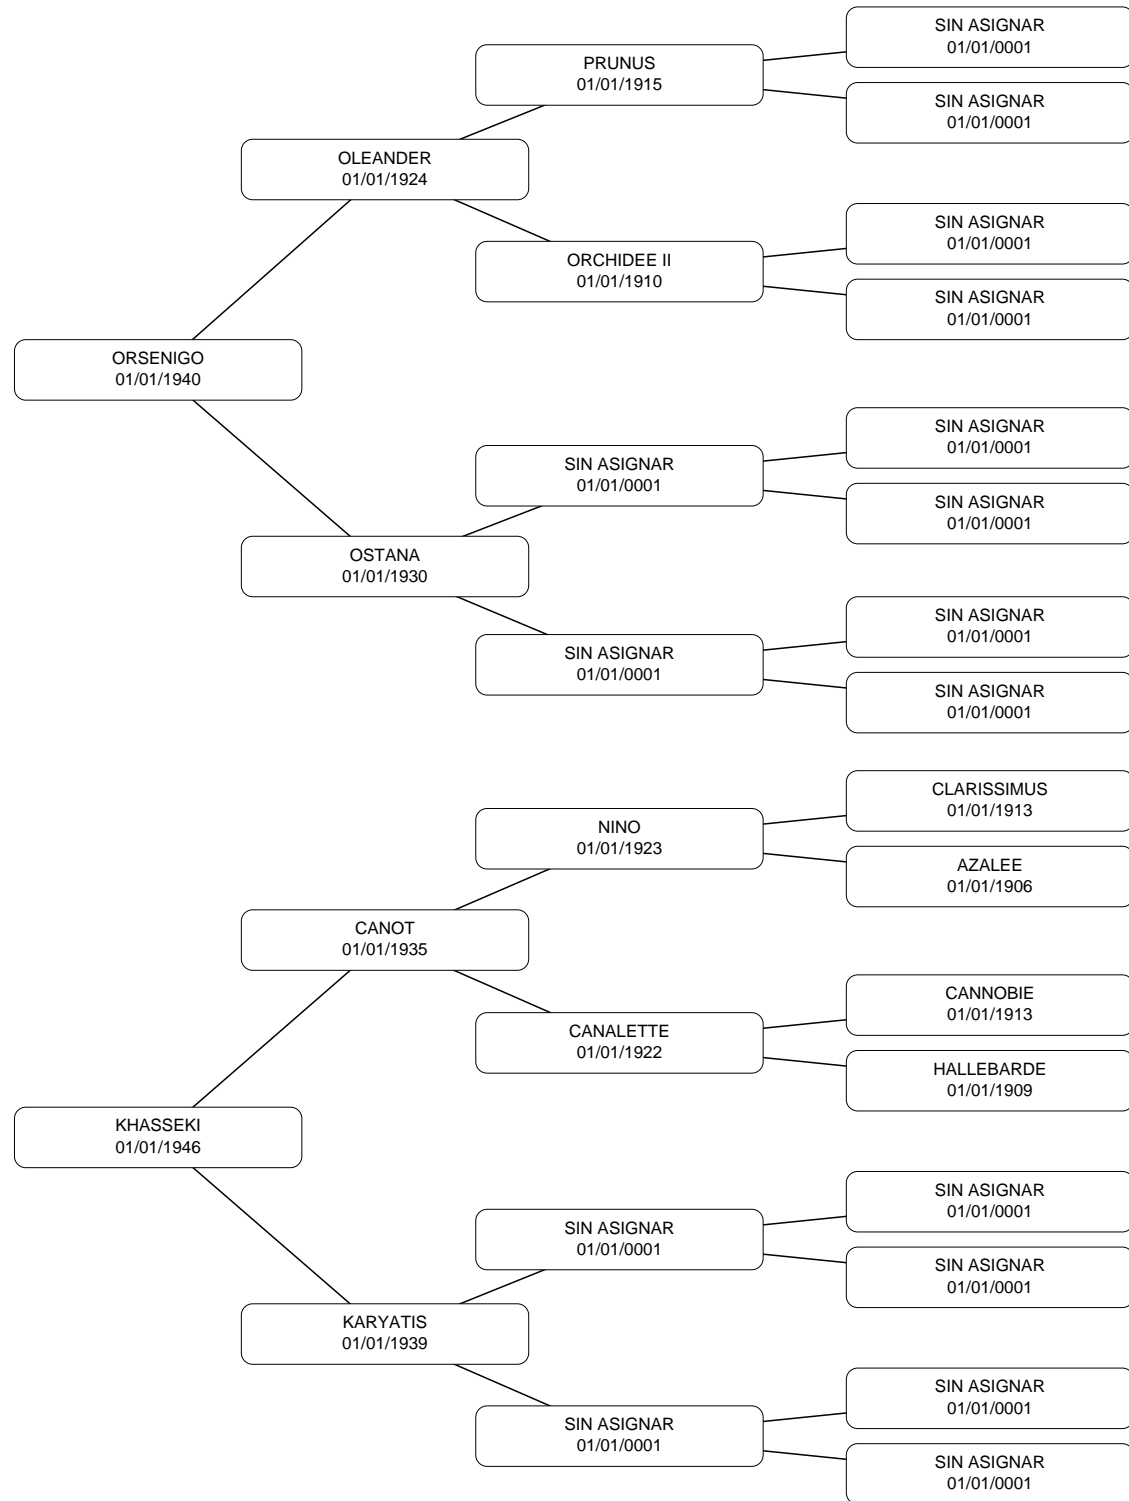 SIN ASIGNAR
01/01/0001
PRUNUS
01/01/1915
SIN ASIGNAR
01/01/0001
OLEANDER
01/01/1924
SIN ASIGNAR
01/01/0001
ORCHIDEE II
01/01/1910
SIN ASIGNAR
01/01/0001
ORSENIGO
01/01/1940
SIN ASIGNAR
01/01/0001
SIN ASIGNAR
01/01/0001
SIN ASIGNAR
01/01/0001
OSTANA
01/01/1930
SIN ASIGNAR
01/01/0001
SIN ASIGNAR
01/01/0001
SIN ASIGNAR
01/01/0001
CLARISSIMUS
01/01/1913
NINO
01/01/1923
AZALEE
01/01/1906
CANOT
01/01/1935
CANNOBIE
01/01/1913
CANALETTE
01/01/1922
HALLEBARDE
01/01/1909
KHASSEKI
01/01/1946
SIN ASIGNAR
01/01/0001
SIN ASIGNAR
01/01/0001
SIN ASIGNAR
01/01/0001
KARYATIS
01/01/1939
SIN ASIGNAR
01/01/0001
SIN ASIGNAR
01/01/0001
SIN ASIGNAR
01/01/0001